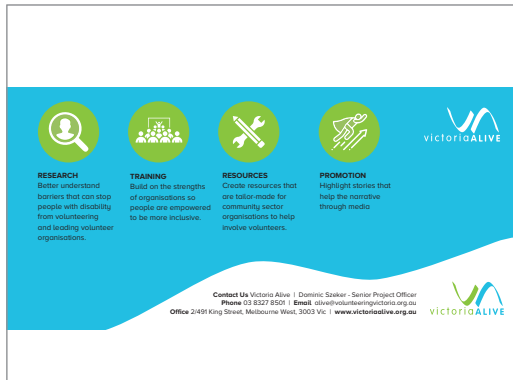 victoriaALIVE
RESEARCH
Better understand
barriers that can stop
people with disability
from volunteering
and leading volunteer
organisations.
TRAINING
Build on the strengths
of organisations so
people are empowered
to be more inclusive.
RESOURCES
Create resources that
are tailor-made for
community sector
organisations to help
involve volunteers.
PROMOTION
Highlight stories that
help the narrative
through media
Contact Us Victoria Alive | Dominic Szeker - Senior Project Officer
Phone 03 8327 8501 | Email alive@volunteeringvictoria.org.au
Office 2/491 King Street, Melbourne West, 3003 Vic | www.victoriaalive.org.au
victoriaALIVE